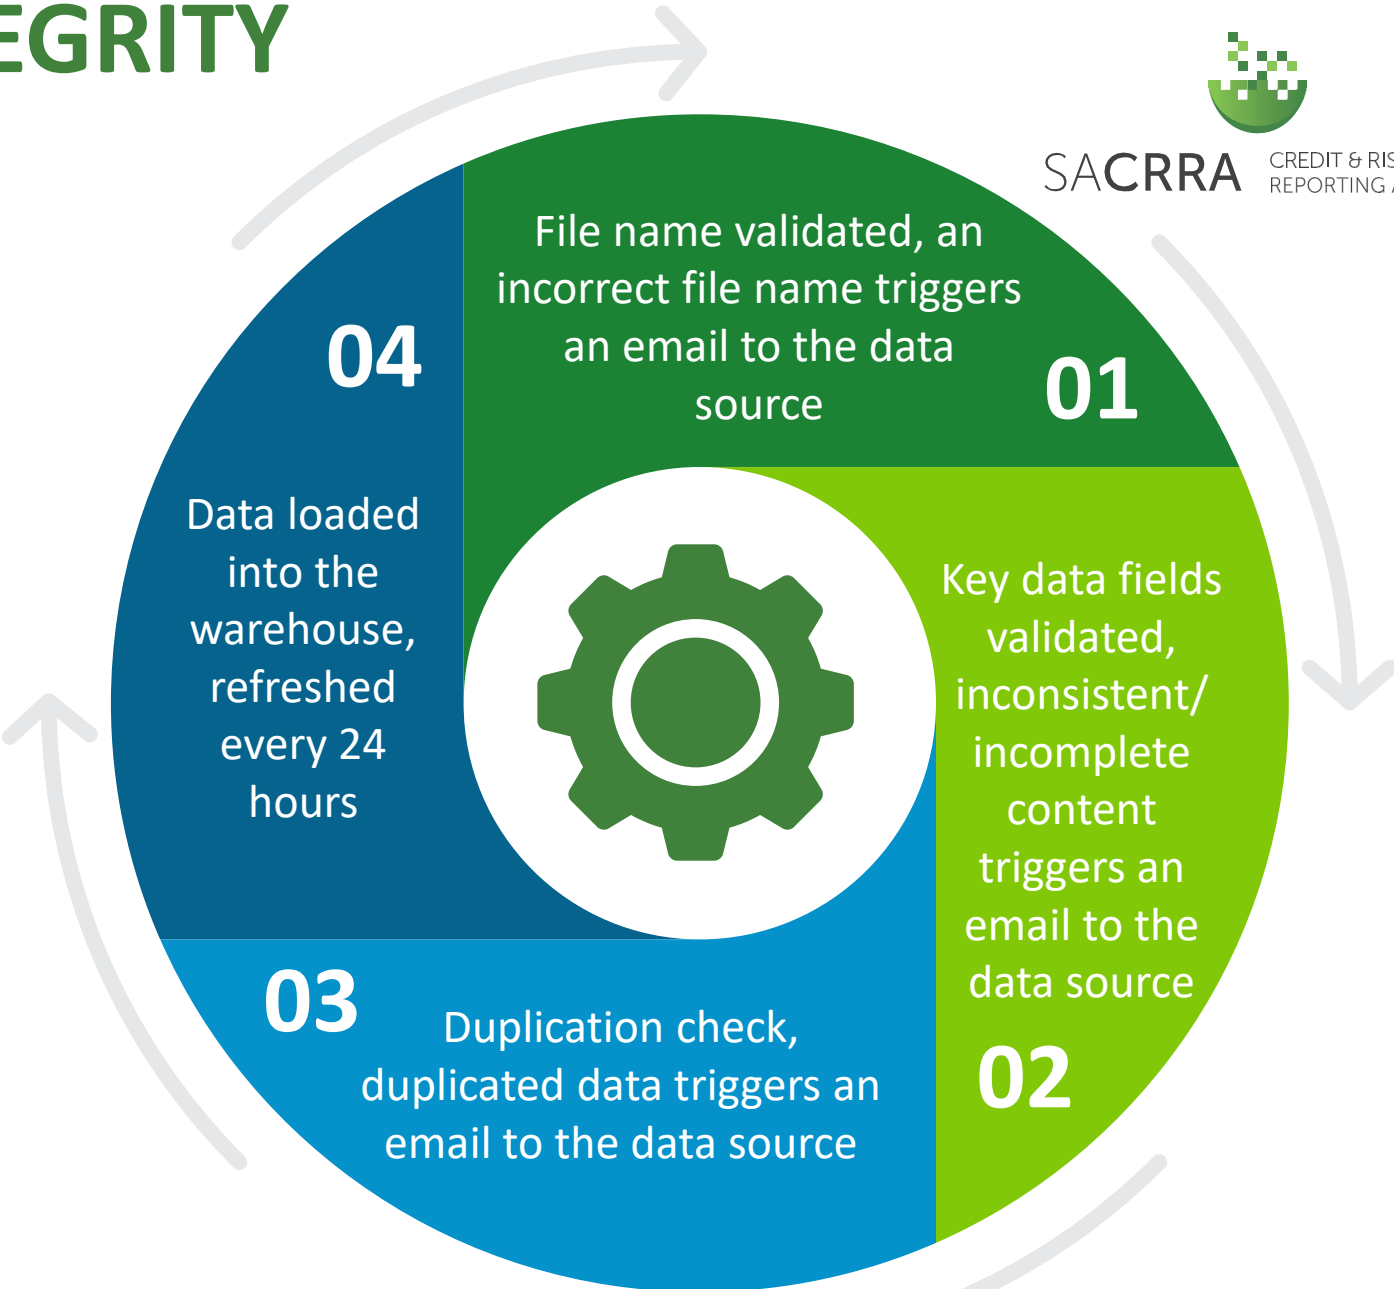 EGRITY
SACRRA
CREDIT & RIS
REPORTING A
File name validated, an
incorrect file name triggers
an email to the data
source
01
Key data fields
validated,
inconsistent/
incomplete
content
triggers an
email to the
data source
02
03
Duplication check,
duplicated data triggers an
email to the data source
04
Data loaded
into the
warehouse,
refreshed
every 24
hours